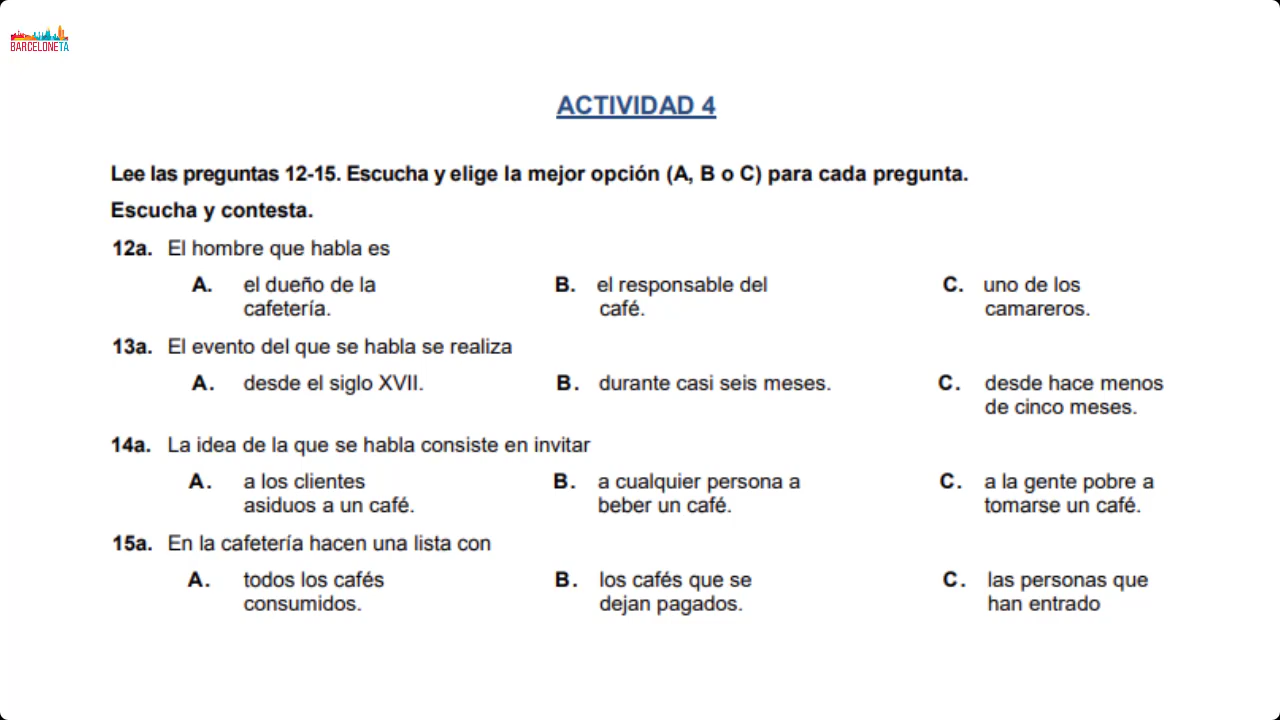 BARCELONETA
ACTIVIDAD 4
Lee las preguntas 12-15. Escucha y elige la mejor opción (A, B o C) para cada pregunta.
Escucha y contesta.
12a. El hombre que habla es
A. el dueño de la cafetería.
B. el responsable del café.
C. uno de los camareros.
13a. El evento del que se habla se realiza
A. desde el siglo XVII.
B. durante casi seis meses.
C. desde hace menos de cinco meses.
14a. La idea de la que se habla consiste en invitar
A. a los clientes asiduos a un café.
B. a cualquier persona a beber un café.
C. a la gente pobre a tomarse un café.
15a. En la cafetería hacen una lista con
A. todos los cafés consumidos.
B. los cafés que se dejan pagados.
C. las personas que han entrado